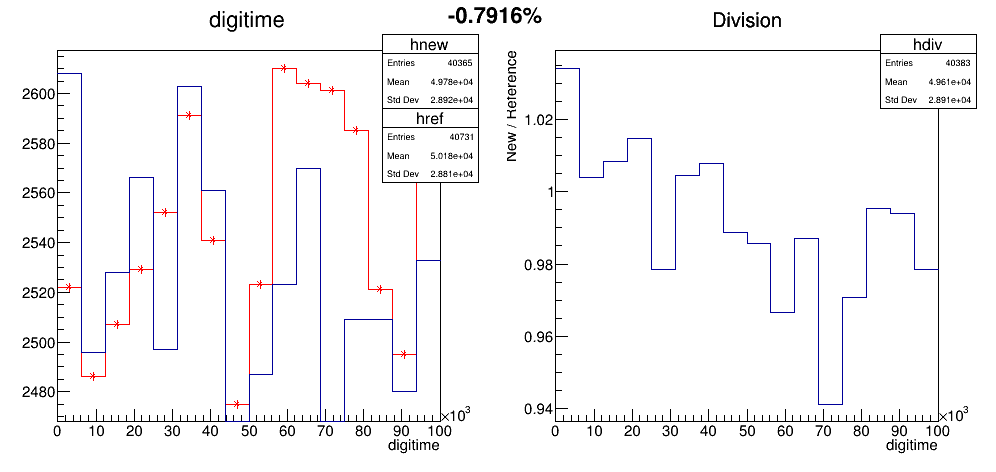 -0.7916%
digitime
hnew
Entries 40365
Mean 4.978e+04
Std Dev 2.892e+04
href
Entries 40731
Mean 5.018e+04
Std Dev 2.881e+04
2600
2580
2560
2540
2520
2500
2480
0 10 20 30 40 50 60 70 80 90 100
×10³
digitime
Division
hdiv
Entries 40383
Mean 4.961e+04
Std Dev 2.891e+04
New / Reference
1.02
1
0.98
0.96
0.94
0 10 20 30 40 50 60 70 80 90 100
×10³
digitime